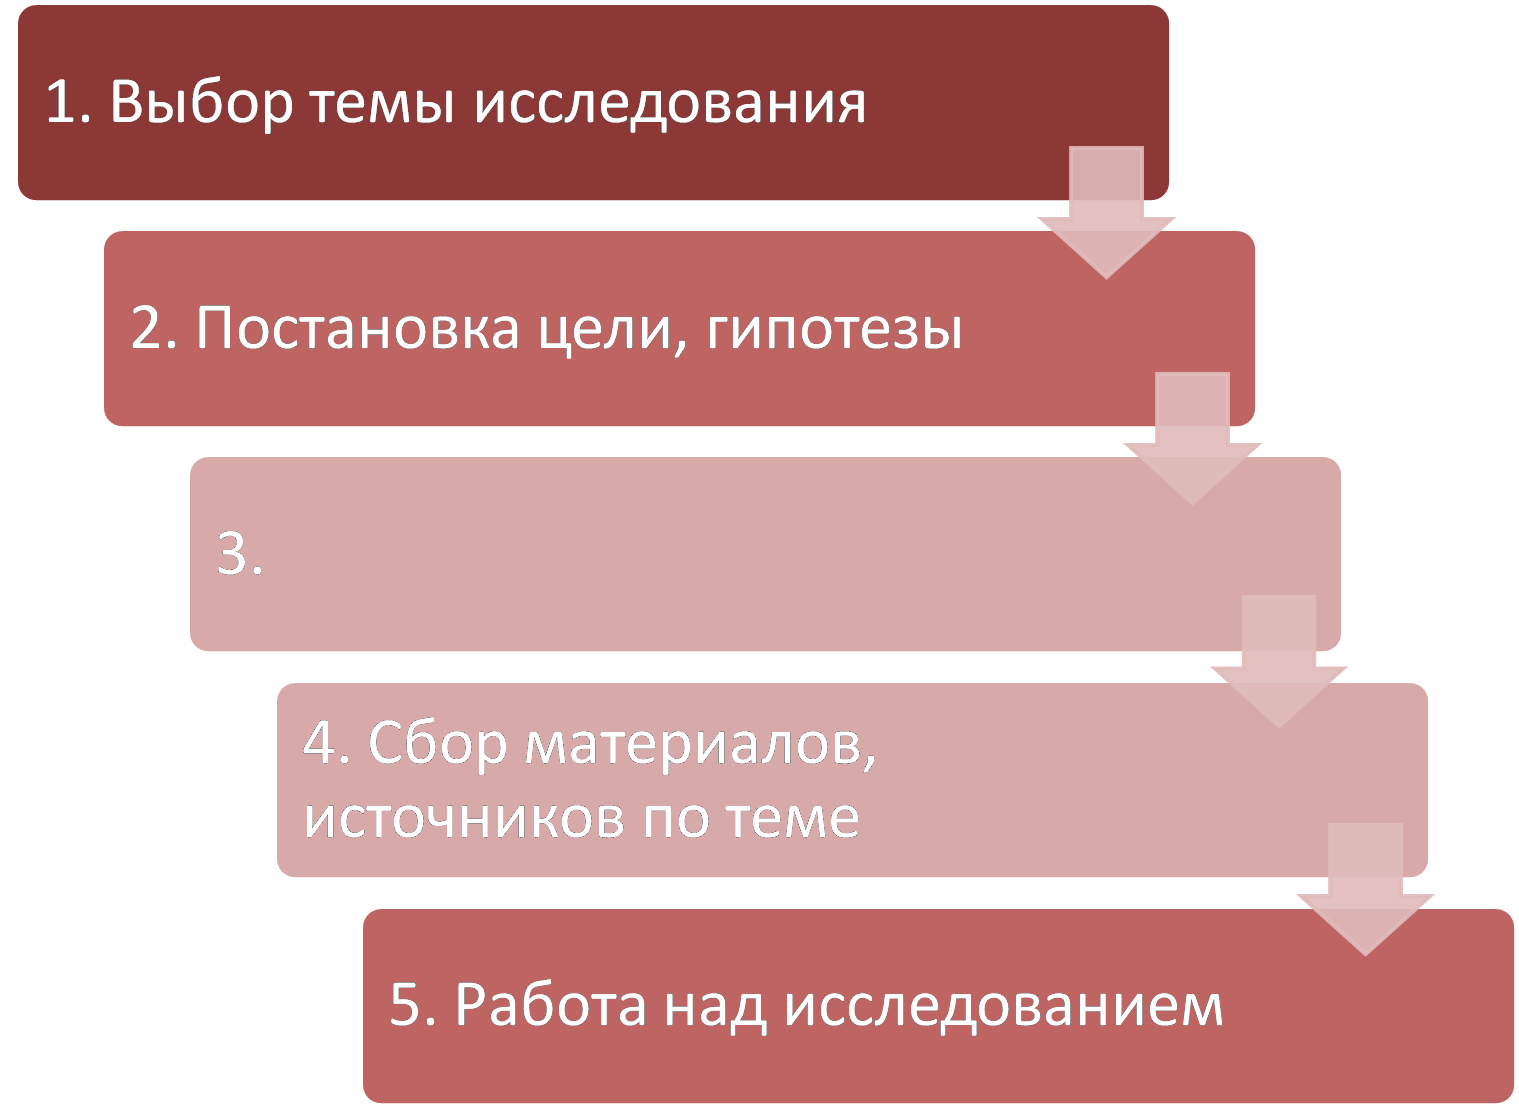 1. Выбор темы исследования
2. Постановка цели, гипотезы
3.
4. Сбор материалов,
источников по теме
5. Работа над исследованием